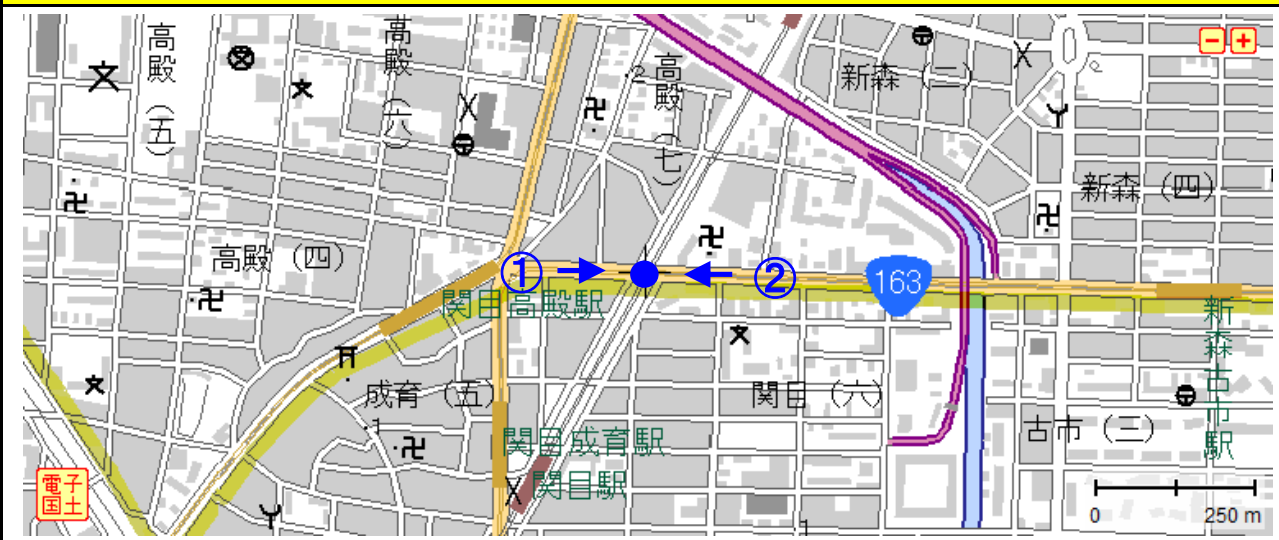 高殿（五）
高殿（六）
高殿（七）
新森（二）
新森（四）
高殿（四）
①
②
163
関目高殿駅
新森古市駅
成育（五）
関目（六）
古市（三）
関目成育駅
関目駅
電子国土
0
250 m